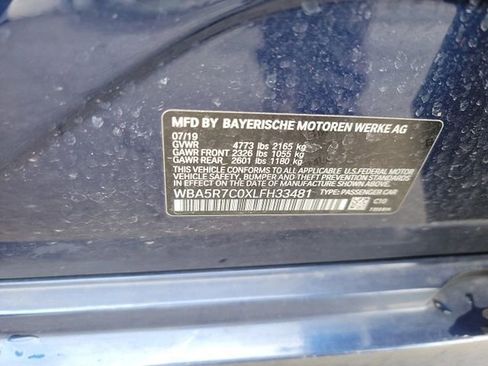 MFD BY BAYERISCHE MOTOREN WERKE AG
07/19
GVWR 4773 lbs 2165 kg
GAWR FRONT 2326 lbs 1055 kg
GAWR REAR 2601 lbs 1180 kg
THIS VEHICLE CONFORMS TO ALL APPLICABLE U.S. FEDERAL MOTOR
VEHICLE SAFETY, BUMPER, AND THEFT PREVENTION STANDARDS
IN EFFECT ON THE DATE OF MANUFACTURE SHOWN ABOVE.
WBA5R7C0XLFH33481 TYPE: PASSENGER CAR
C10